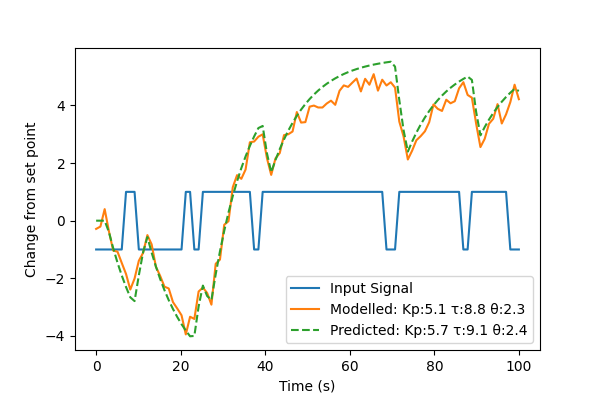 Change from set point
4
2
0
−2
−4
Input Signal
Modelled: Kp:5.1 τ:8.8 θ:2.3
Predicted: Kp:5.7 τ:9.1 θ:2.4
0
20
40
60
80
100
Time (s)